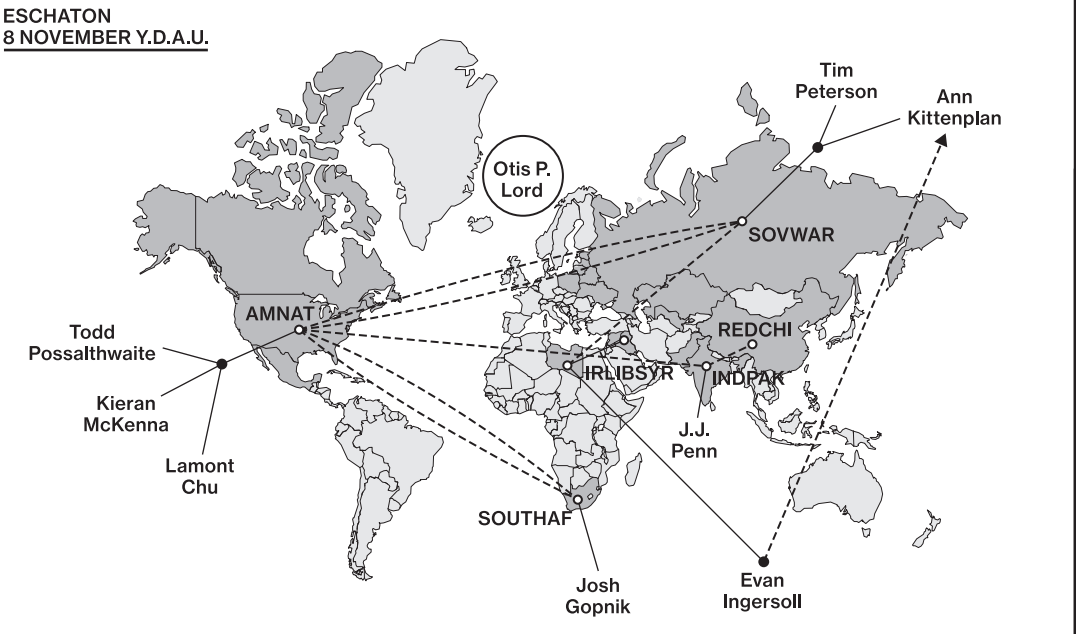 ESCHATON
8 NOVEMBER Y.D.A.U.
Tim
Peterson
Ann
Kittenplan
Otis P.
Lord
SOVWAR
AMNAT
REDCHI
Todd
Possalthwaite
IRLIBSYR
INDPAK
Kieran
McKenna
J.J.
Penn
Lamont
Chu
SOUTHAF
Josh
Gopnik
Evan
Ingersoll